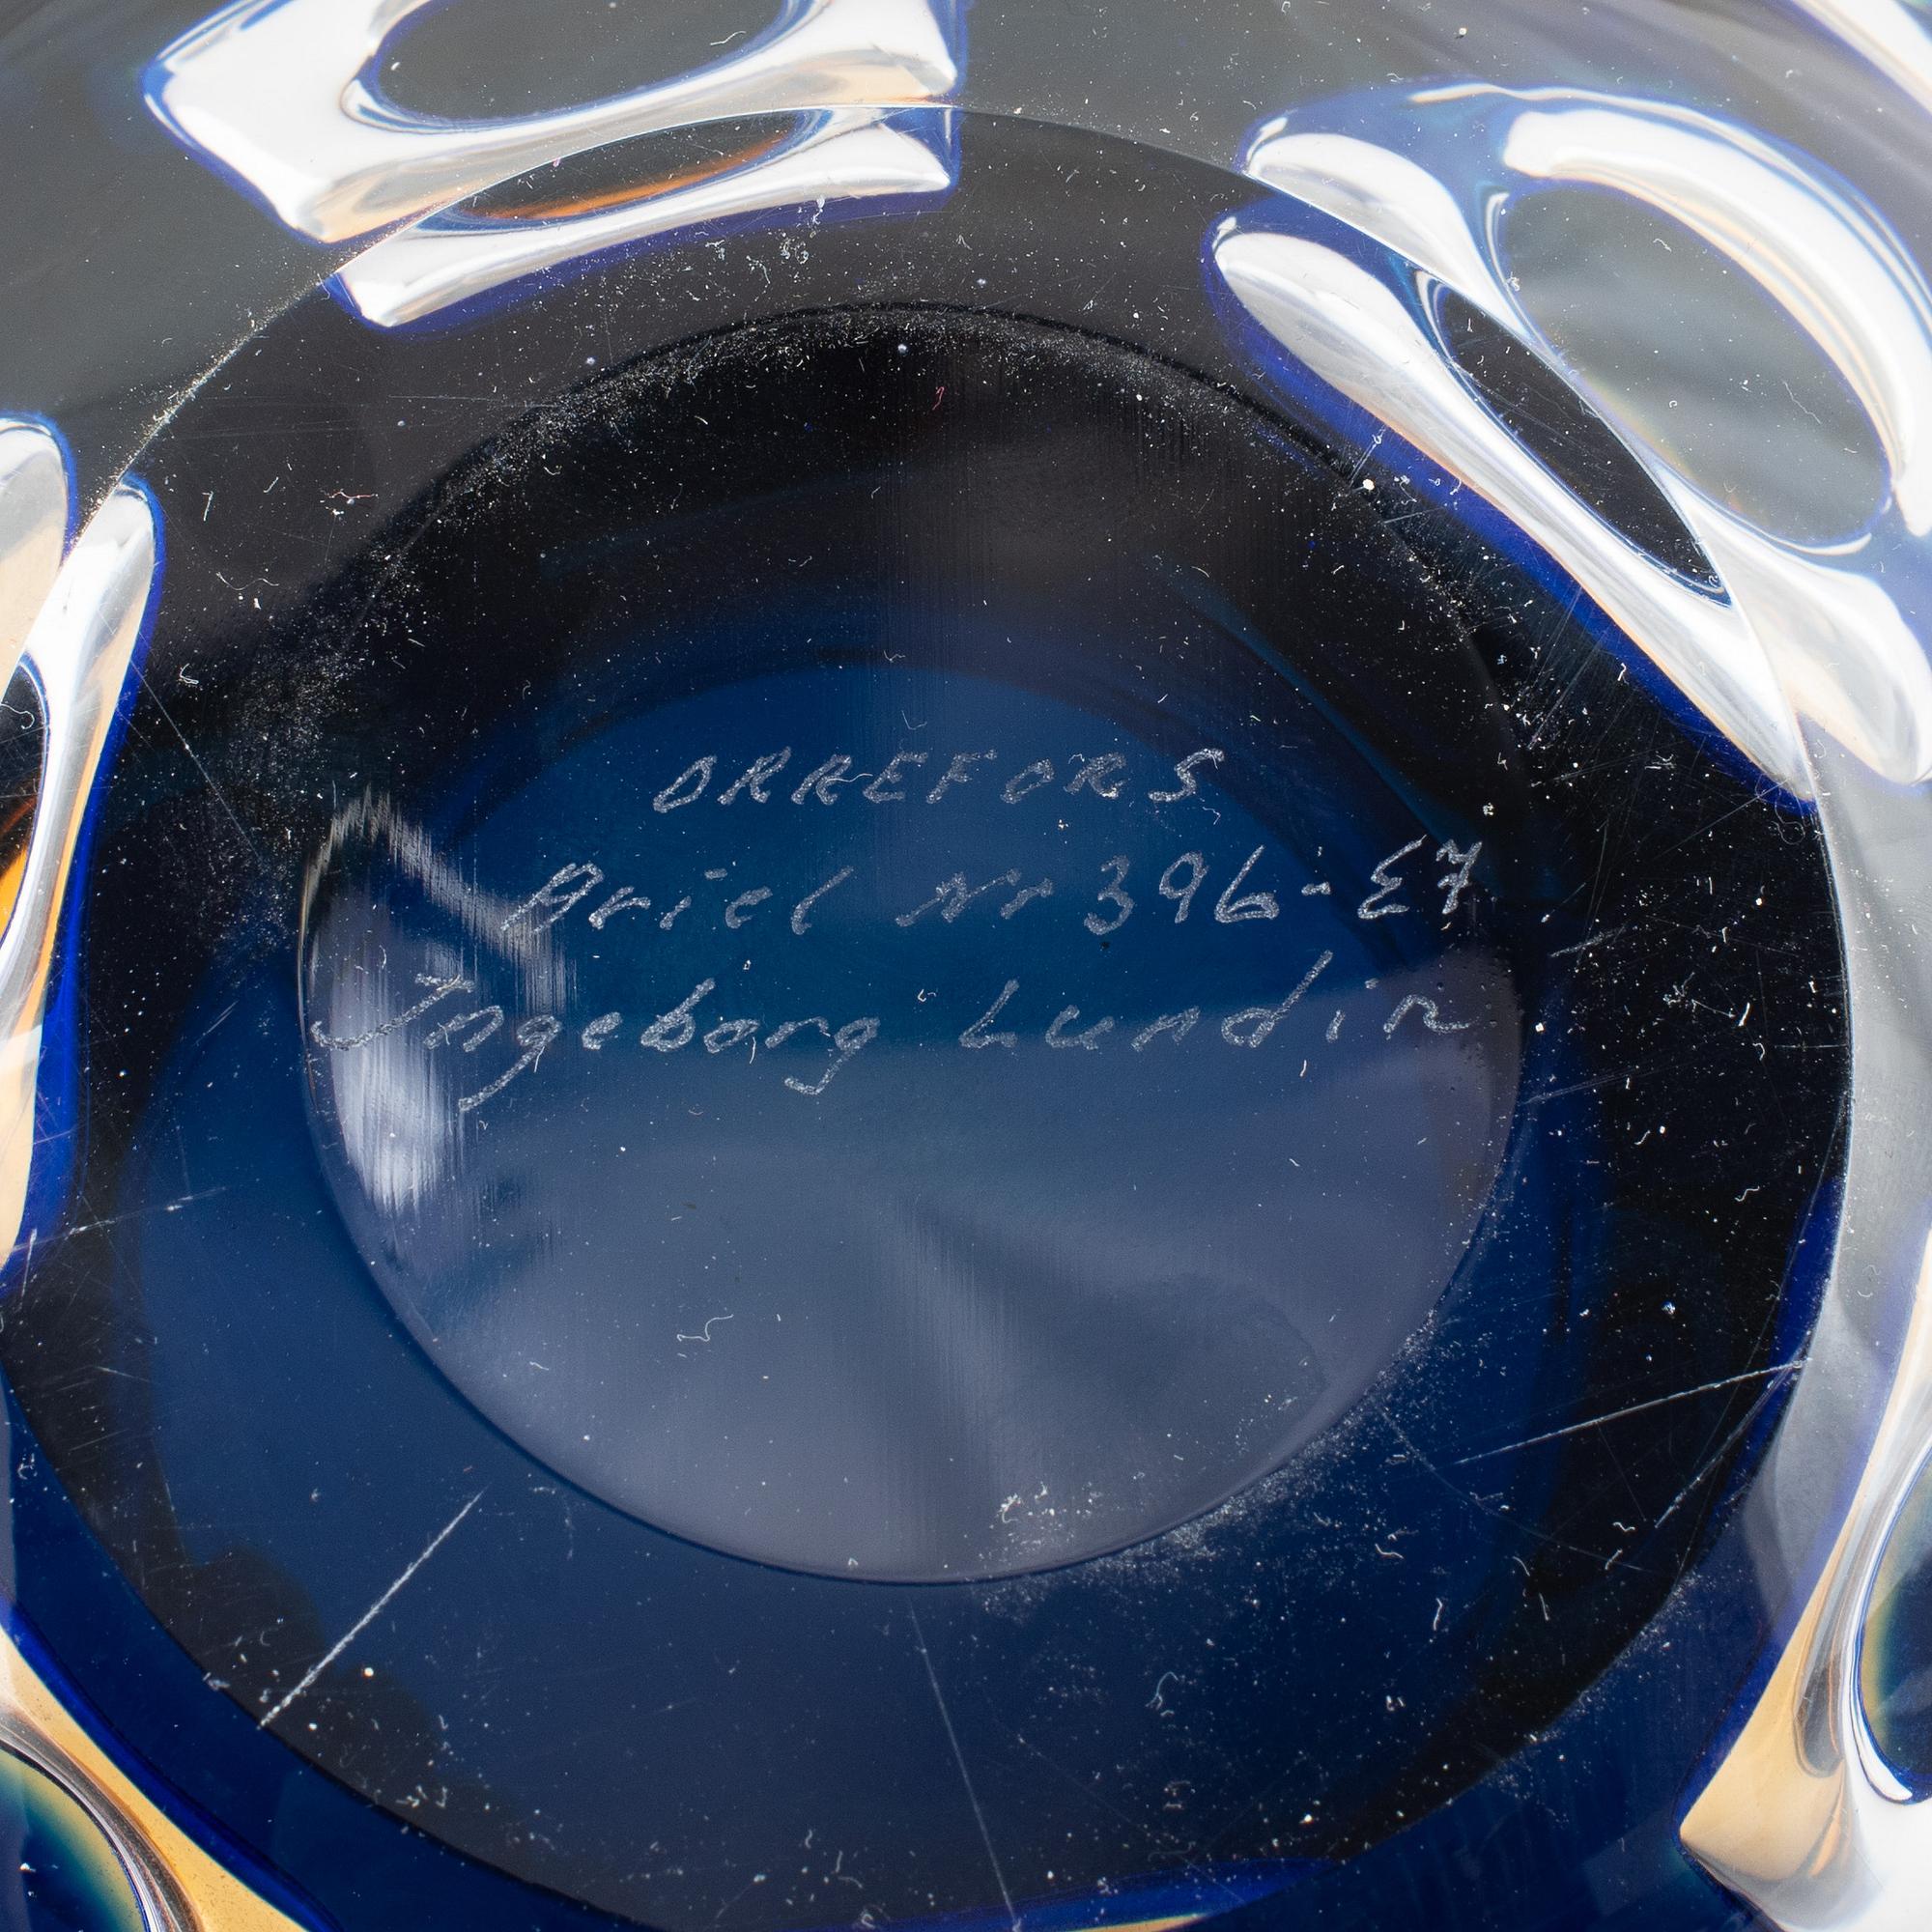 ORREFORS
Ariel Nr 396-E7
Ingeborg Lundin